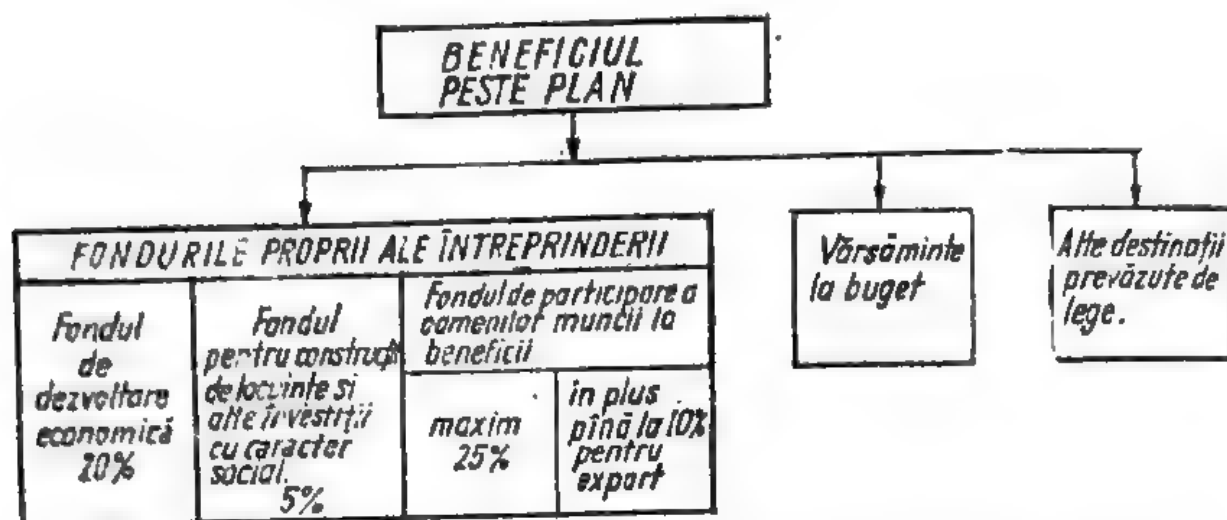 BENEFICIUL
PESTE PLAN
FONDURILE PROPRII ALE ÎNTREPRINDERII
Fondul
de
dezvoltare
economică
20%
Fondul
pentru construcții
de locuințe și
alte investiții
cu caracter
social.
5%
Fondul de participare a
oamenilor muncii la
beneficii
maxim
25%
în plus
pînă la 10%
pentru
export
Vărsăminte
la buget
Alte destinații
prevăzute de
lege.